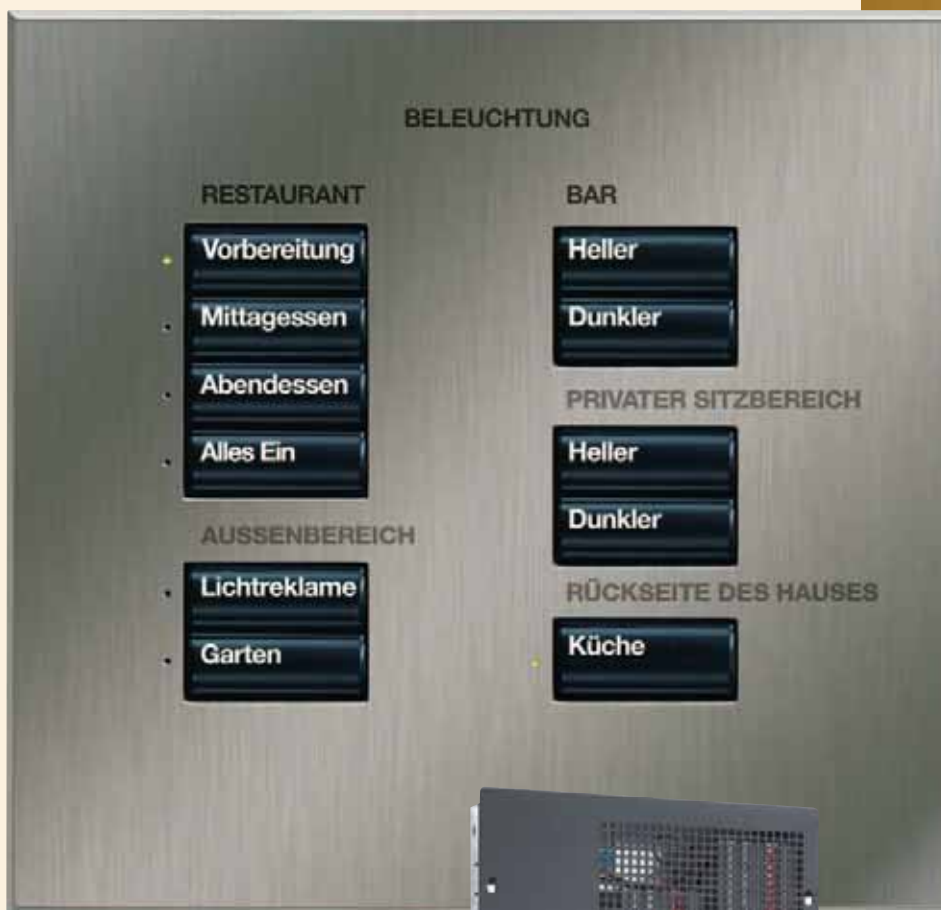 BELEUCHTUNG
RESTAURANT
Vorbereitung
Mittagessen
Abendessen
Alles Ein
AUSSENBEREICH
Lichtreklame
Garten
BAR
Heller
Dunkler
PRIVATER SITZBEREICH
Heller
Dunkler
RÜCKSEITE DES HAUSES
Küche